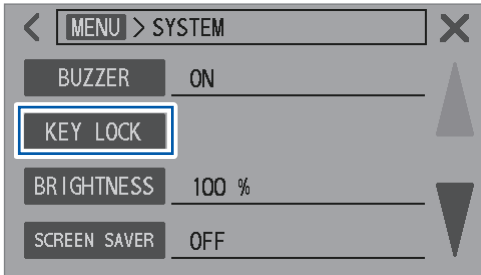 < MENU > SYSTEM X
BUZZER ON
KEY LOCK
BRIGHTNESS 100 %
SCREEN SAVER OFF